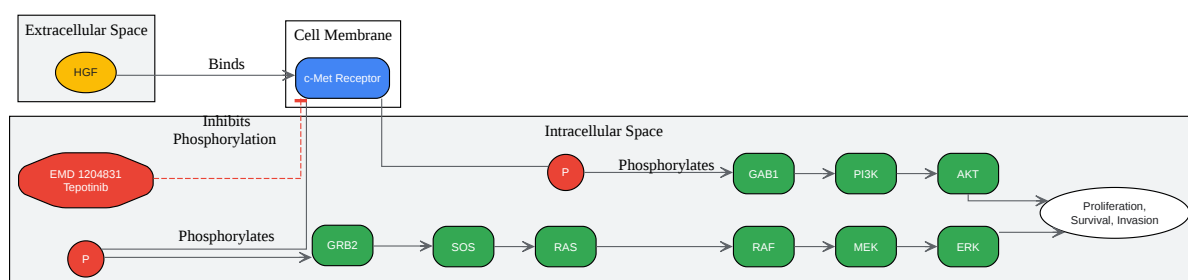 Extracellular Space
HGF
Binds
Cell Membrane
c-Met Receptor
Inhibits
Phosphorylation
Intracellular Space
EMD 1204831
Tepotinib
P
Phosphorylates
GAB1
PI3K
AKT
Proliferation,
Survival, Invasion
P
Phosphorylates
GRB2
SOS
RAS
RAF
MEK
ERK